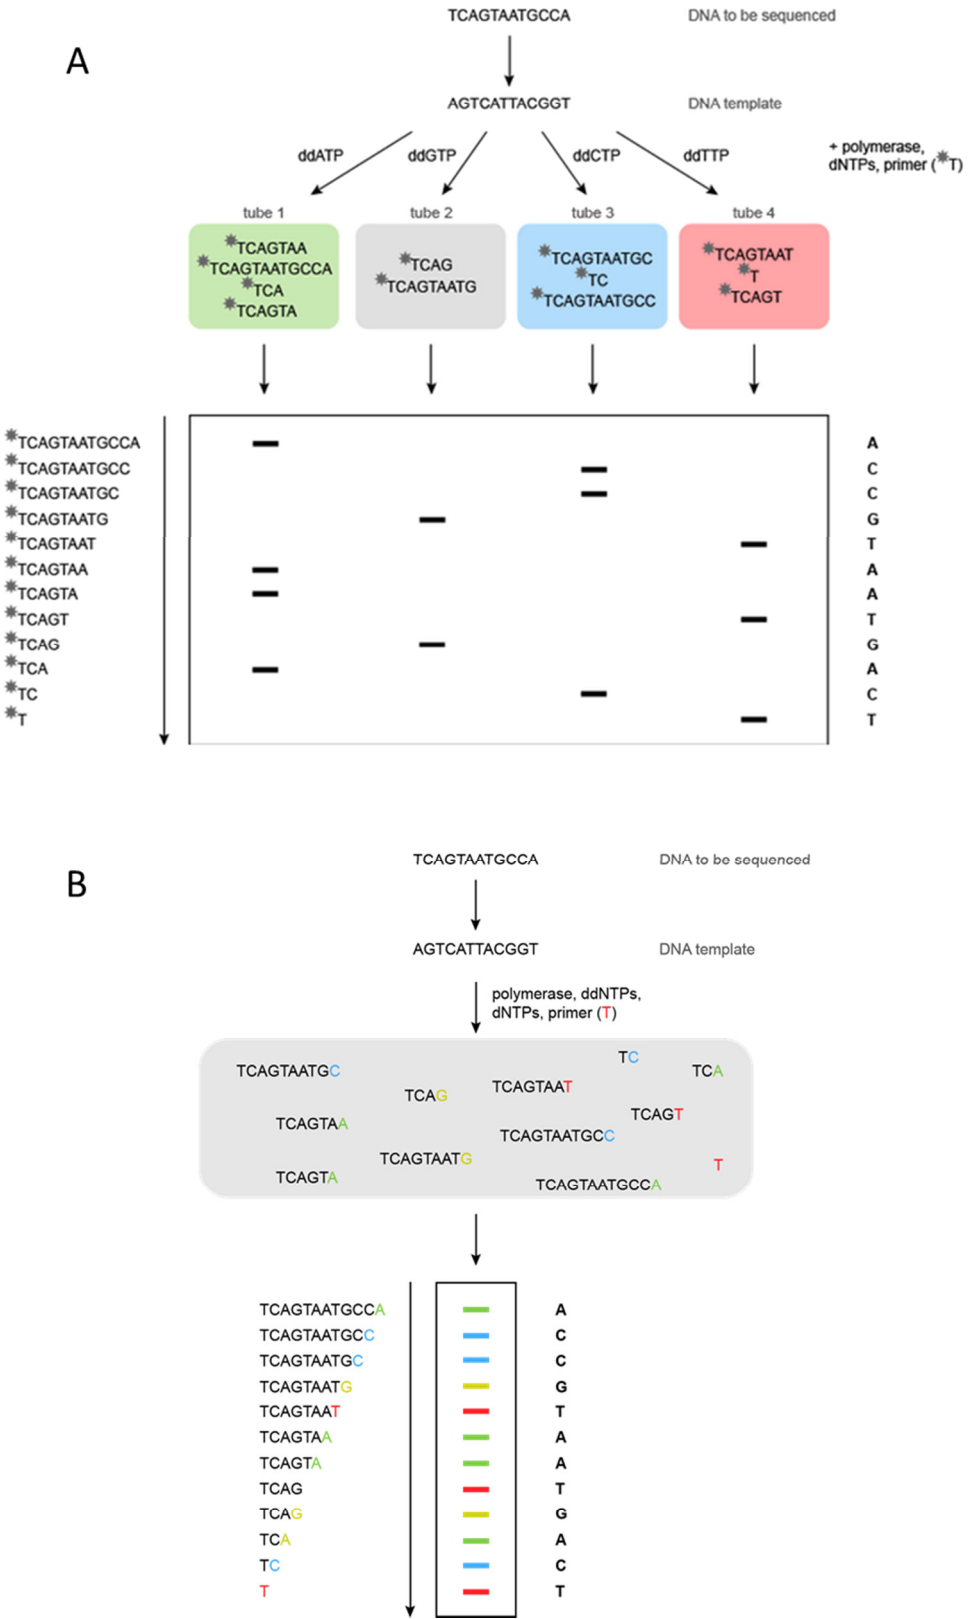 TCAGTAATGCCA DNA to be sequenced
A
AGTCATTACGGT DNA template
ddATP ddGTP ddCTP ddTTP + polymerase,
dNTPs, primer (*T)
tube 1 tube 2 tube 3 tube 4
*TCAGTAA
*TCAGTAATGCCA
*TCA
*TCAGTA
*TCAG
*TCAGTAATG
*TCAGTAATGC
*TC
*TCAGTAATGCC
*TCAGTAAT
*T
*TCAGT
*TCAGTAATGCCA A
*TCAGTAATGCC C
*TCAGTAATGC C
*TCAGTAATG G
*TCAGTAAT T
*TCAGTAA A
*TCAGTA A
*TCAGT T
*TCAG G
*TCA A
*TC C
*T T
TCAGTAATGCCA DNA to be sequenced
B
AGTCATTACGGT DNA template
polymerase, ddNTPs,
dNTPs, primer (T)
TC
TCAGTAATGC TCA
TCAGTAAT
TCAG
TCAGT
TCAGTAA
TCAGTAATGCC
TCAGTAATG
T
TCAGTA
TCAGTAATGCCA
TCAGTAATGCCA A
TCAGTAATGCC C
TCAGTAATGC C
TCAGTAATG G
TCAGTAAT T
TCAGTAA A
TCAGTA A
TCAG T
TCAG G
TCA A
TC C
T T